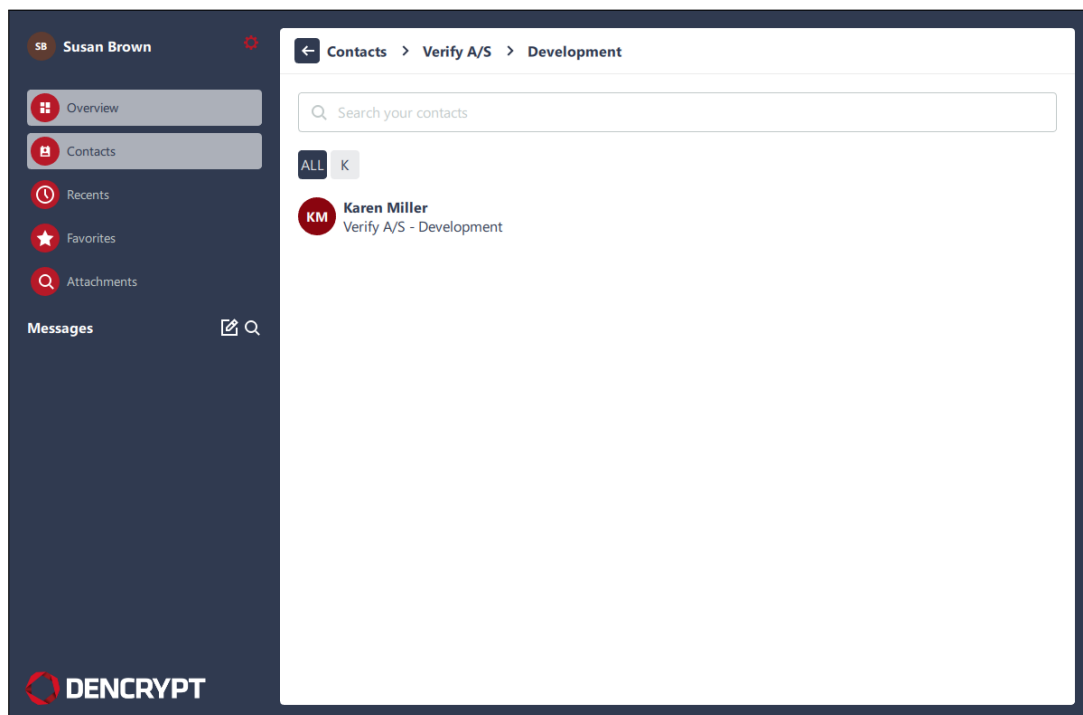 SB Susan Brown
Overview
Contacts
Recents
Favorites
Attachments
Messages
DENCRYPT
Contacts > Verify A/S > Development
Search your contacts
ALL K
KM Karen Miller
Verify A/S - Development